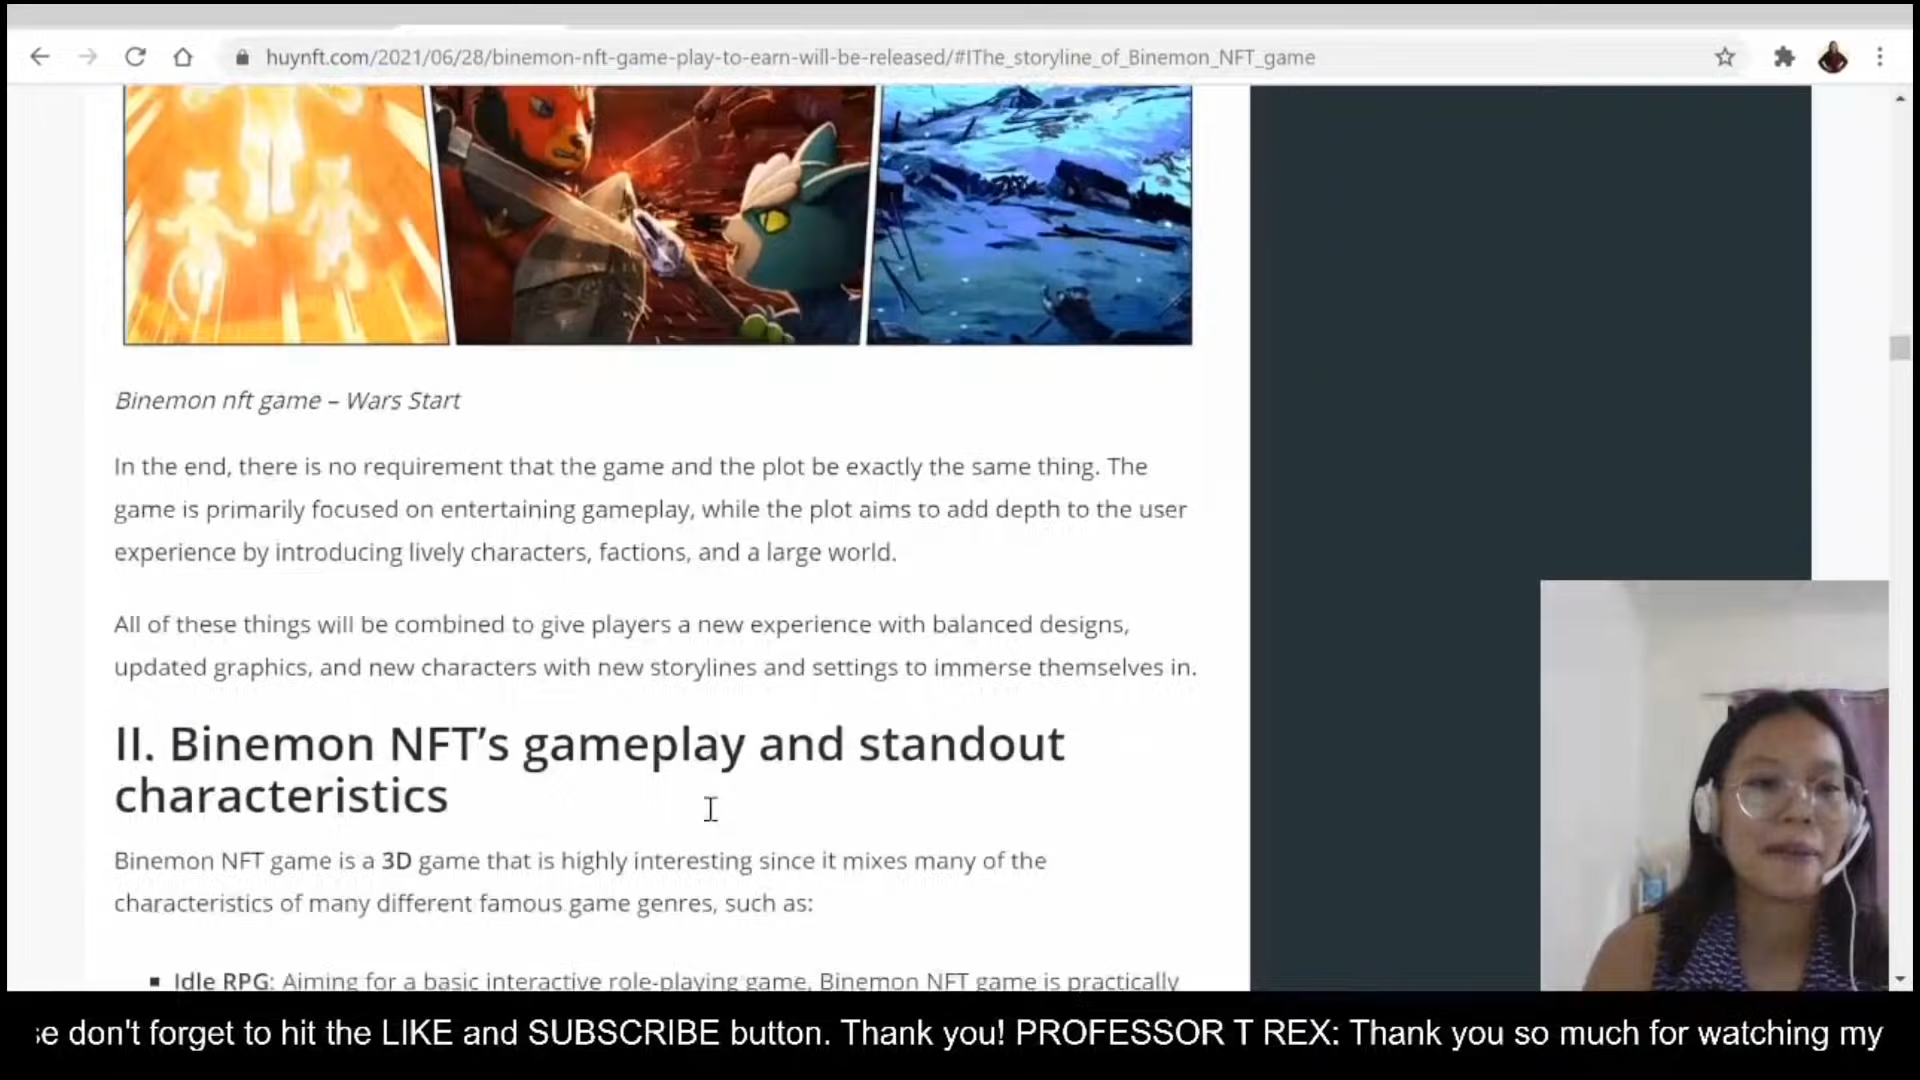 huynft.com/2021/06/28/binemon-nft-game-play-to-earn-will-be-released/#IThe_storyline_of_Binemon_NFT_game
Binemon nft game – Wars Start
In the end, there is no requirement that the game and the plot be exactly the same thing. The
game is primarily focused on entertaining gameplay, while the plot aims to add depth to the user
experience by introducing lively characters, factions, and a large world.
All of these things will be combined to give players a new experience with balanced designs,
updated graphics, and new characters with new storylines and settings to immerse themselves in.
II. Binemon NFT’s gameplay and standout
characteristics
Binemon NFT game is a 3D game that is highly interesting since it mixes many of the
characteristics of many different famous game genres, such as:
▪ Idle RPG: Aiming for a basic interactive role-playing game, Binemon NFT game is practically
se don't forget to hit the LIKE and SUBSCRIBE button. Thank you! PROFESSOR T REX: Thank you so much for watching my